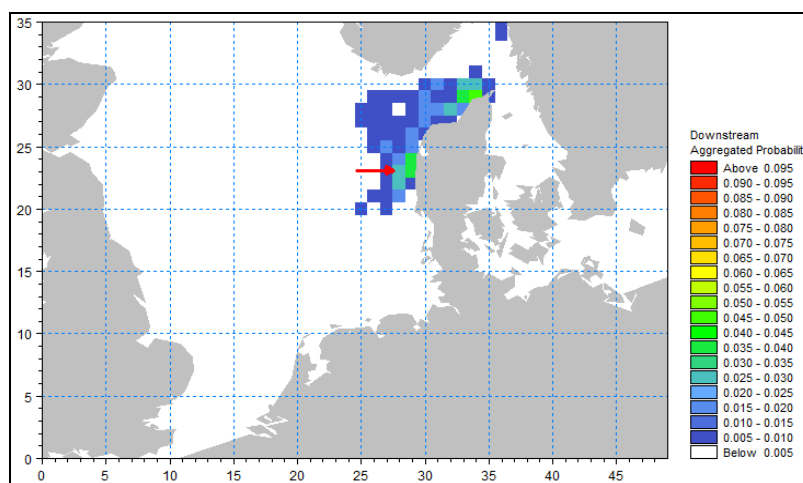 35
30
25
20
15
10
5
0
0 5 10 15 20 25 30 35 40 45
Downstream
Aggregated Probabilit
Above 0.095
0.090 - 0.095
0.085 - 0.090
0.080 - 0.085
0.075 - 0.080
0.070 - 0.075
0.065 - 0.070
0.060 - 0.065
0.055 - 0.060
0.050 - 0.055
0.045 - 0.050
0.040 - 0.045
0.035 - 0.040
0.030 - 0.035
0.025 - 0.030
0.020 - 0.025
0.015 - 0.020
0.010 - 0.015
0.005 - 0.010
Below 0.005